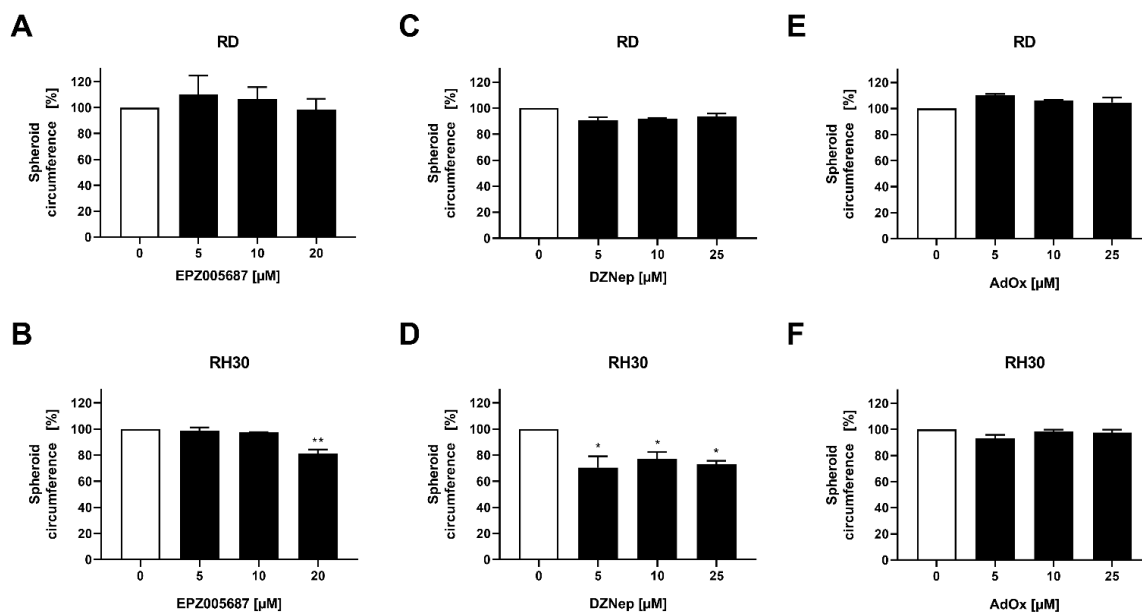 A
RD
Spheroid
circumference [%]
120
100
80
60
40
20
0
0 5 10 20
EPZ005687 [µM]
C
RD
Spheroid
circumference [%]
120
100
80
60
40
20
0
0 5 10 25
DZNep [µM]
E
RD
Spheroid
circumference [%]
120
100
80
60
40
20
0
0 5 10 25
AdOx [µM]
B
RH30
Spheroid
circumference [%]
120
100
80
60
40
20
0
**
0 5 10 20
EPZ005687 [µM]
D
RH30
Spheroid
circumference [%]
120
100
80
60
40
20
0
* * *
0 5 10 25
DZNep [µM]
F
RH30
Spheroid
circumference [%]
120
100
80
60
40
20
0
0 5 10 25
AdOx [µM]